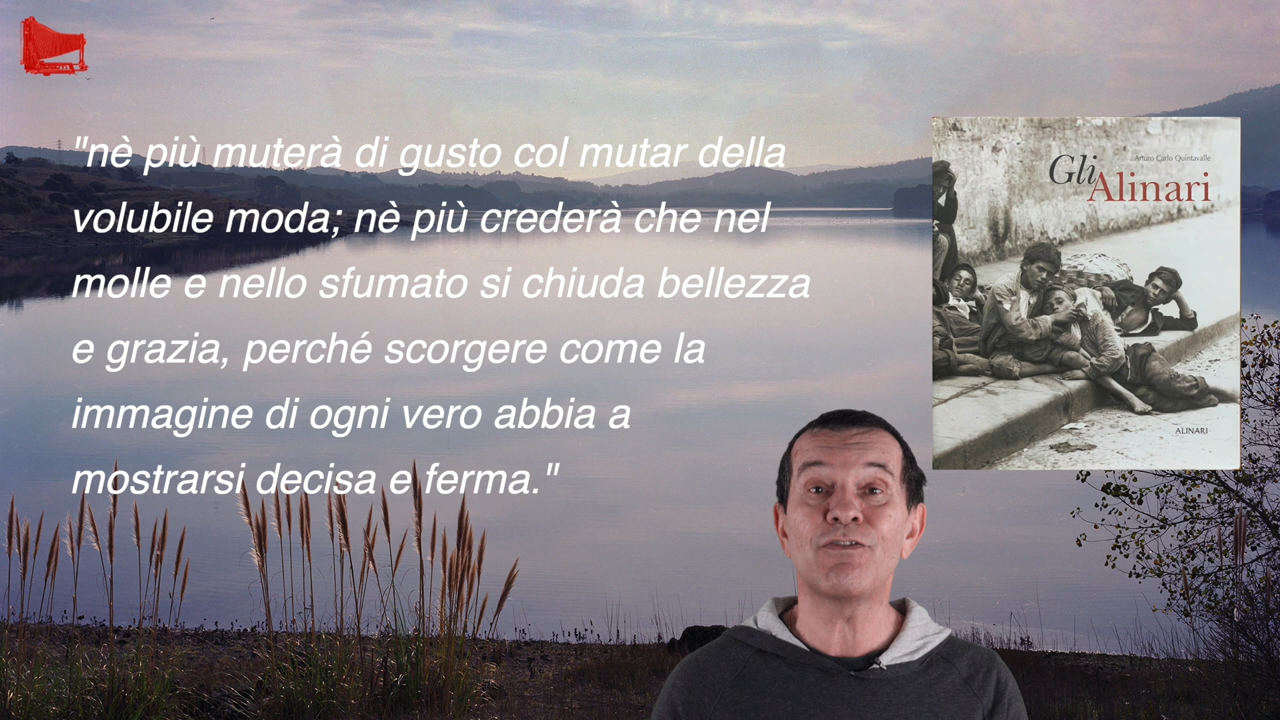 "nè più muterà di gusto col mutar della
volubile moda; nè più crederà che nel
molle e nello sfumato si chiuda bellezza
e grazia, perché scorgere come la
immagine di ogni vero abbia a
mostrarsi decisa e ferma."
Arturo Carlo Quintavalle
Gli
Alinari
ALINARI